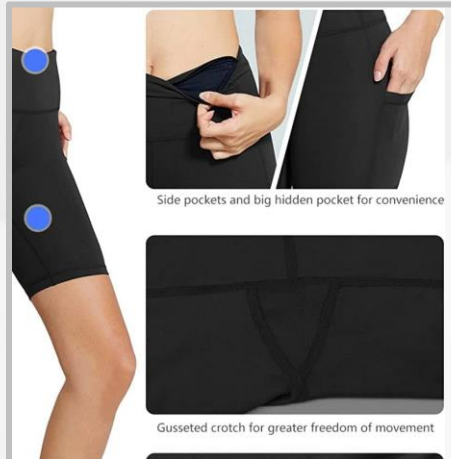 Side pockets and big hidden pocket for convenience
Gusseted crotch for greater freedom of movement